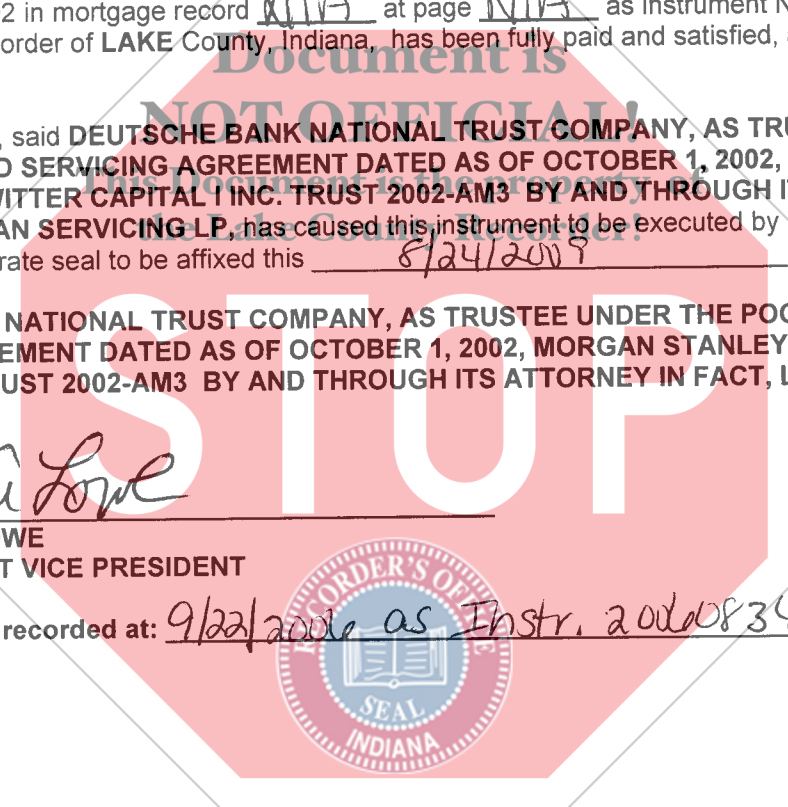 2 in mortgage record N/A at page N/A as Instrument N
order of LAKE County, Indiana, has been fully paid and satisfied,
Document is
NOT OFFICIAL!
, said DEUTSCHE BANK NATIONAL TRUST COMPANY, AS TRU
D SERVICING AGREEMENT DATED AS OF OCTOBER 1, 2002,
This Document is the property of
WITTER CAPITAL I INC. TRUST 2002-AM3 BY AND THROUGH IT
the Lake County Recorder!
AN SERVICING LP, has caused this instrument to be executed by
rate seal to be affixed this 8/24/2009
NATIONAL TRUST COMPANY, AS TRUSTEE UNDER THE POO
EMENT DATED AS OF OCTOBER 1, 2002, MORGAN STANLEY
UST 2002-AM3 BY AND THROUGH ITS ATTORNEY IN FACT, L
STOP
Lowe
WE
T VICE PRESIDENT
recorded at: 9/22/2006 as Instr. 2006083
RECORDER'S OFFICE
SEAL
INDIANA